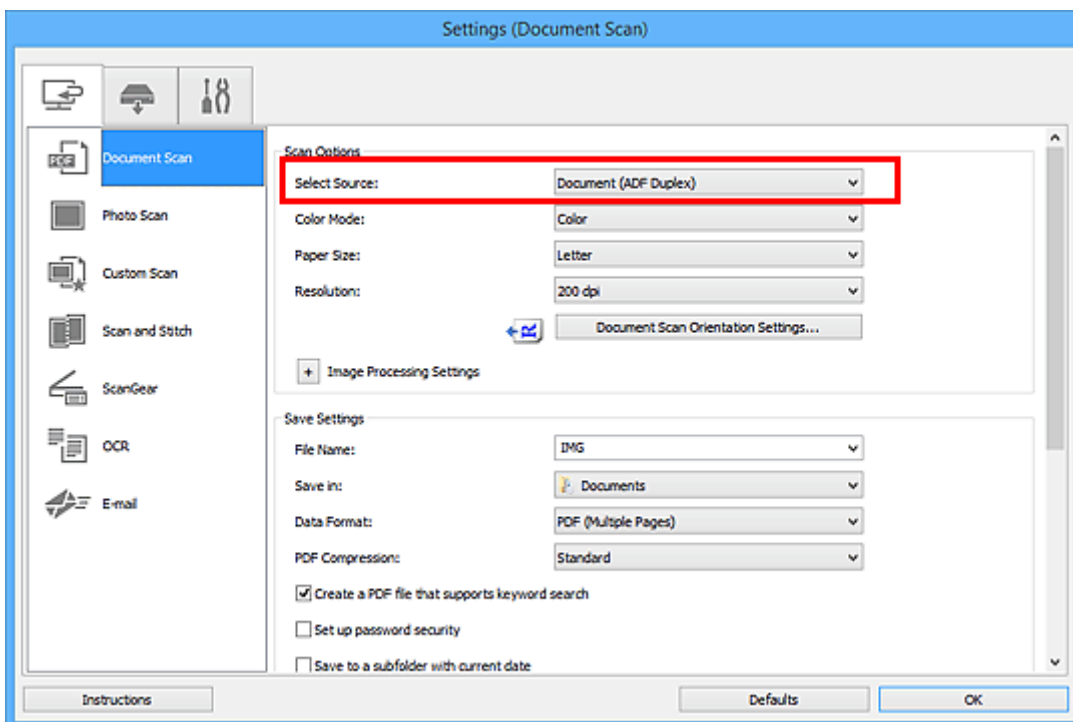 Settings (Document Scan)
PDF
Document Scan
Photo Scan
Custom Scan
Scan and Stitch
ScanGear
OCR
E-mail
Scan Options
Select Source: Document (ADF Duplex)
Color Mode: Color
Paper Size: Letter
Resolution: 200 dpi
R Document Scan Orientation Settings...
+ Image Processing Settings
Save Settings
File Name: IMG
Save in: Documents
Data Format: PDF (Multiple Pages)
PDF Compression: Standard
Create a PDF file that supports keyword search
Set up password security
Save to a subfolder with current date
Instructions Defaults OK